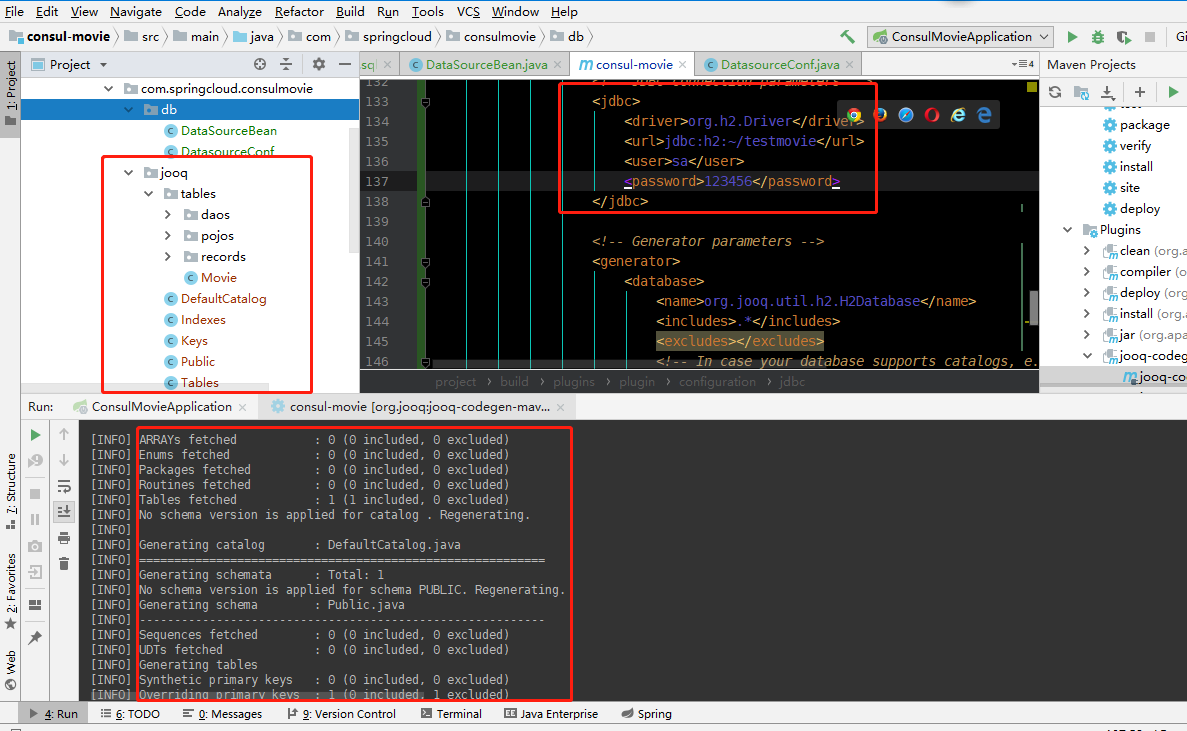 File Edit View Navigate Code Analyze Refactor Build Run Tools VCS Window Help
consul-movie src main java com springcloud consulmovie db ConsulMovieApplication
Project DataSourceBean.java consul-movie DatasourceConf.java Maven Projects
1: Project
com.springcloud.consulmovie
db
DataSourceBean
DatasourceConf
jooq
tables
daos
pojos
records
Movie
DefaultCatalog
Indexes
Keys
Public
Tables
132
133 <jdbc>
134 <driver>org.h2.Driver</driver>
135 <url>jdbc:h2:~/testmovie</url>
136 <user>sa</user>
137 <password>123456</password>
138 </jdbc>
139
140 <!-- Generator parameters -->
141 <generator>
142 <database>
143 <name>org.jooq.util.h2.H2Database</name>
144 <includes>.*</includes>
145 <excludes></excludes>
146 <!-- In case your database supports catalogs, e.
project build plugins plugin configuration jdbc
package
verify
install
site
deploy
Plugins
clean (org.a
compiler (o
deploy (org
install (org.
jar (org.apa
jooq-codeg
jooq-co
Run: ConsulMovieApplication consul-movie [org.jooq:jooq-codegen-mav...
[INFO] ARRAYs fetched : 0 (0 included, 0 excluded)
[INFO] Enums fetched : 0 (0 included, 0 excluded)
[INFO] Packages fetched : 0 (0 included, 0 excluded)
[INFO] Routines fetched : 0 (0 included, 0 excluded)
[INFO] Tables fetched : 1 (1 included, 0 excluded)
[INFO] No schema version is applied for catalog . Regenerating.
[INFO]
[INFO] Generating catalog : DefaultCatalog.java
[INFO] ==========================================================
[INFO] Generating schemata : Total: 1
[INFO] No schema version is applied for schema PUBLIC. Regenerating.
[INFO] Generating schema : Public.java
[INFO] ----------------------------------------------------------
[INFO] Sequences fetched : 0 (0 included, 0 excluded)
[INFO] UDTs fetched : 0 (0 included, 0 excluded)
[INFO] Generating tables
[INFO] Synthetic primary keys : 0 (0 included, 0 excluded)
[INFO] Overriding primary keys : 1 (0 included, 1 excluded)
7: Structure
2: Favorites
Web
4: Run 6: TODO 0: Messages 9: Version Control Terminal Java Enterprise Spring